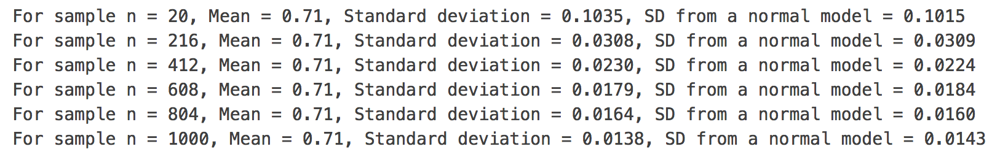 For sample n = 20, Mean = 0.71, Standard deviation = 0.1035, SD from a normal model = 0.1015
For sample n = 216, Mean = 0.71, Standard deviation = 0.0308, SD from a normal model = 0.0309
For sample n = 412, Mean = 0.71, Standard deviation = 0.0230, SD from a normal model = 0.0224
For sample n = 608, Mean = 0.71, Standard deviation = 0.0179, SD from a normal model = 0.0184
For sample n = 804, Mean = 0.71, Standard deviation = 0.0164, SD from a normal model = 0.0160
For sample n = 1000, Mean = 0.71, Standard deviation = 0.0138, SD from a normal model = 0.0143